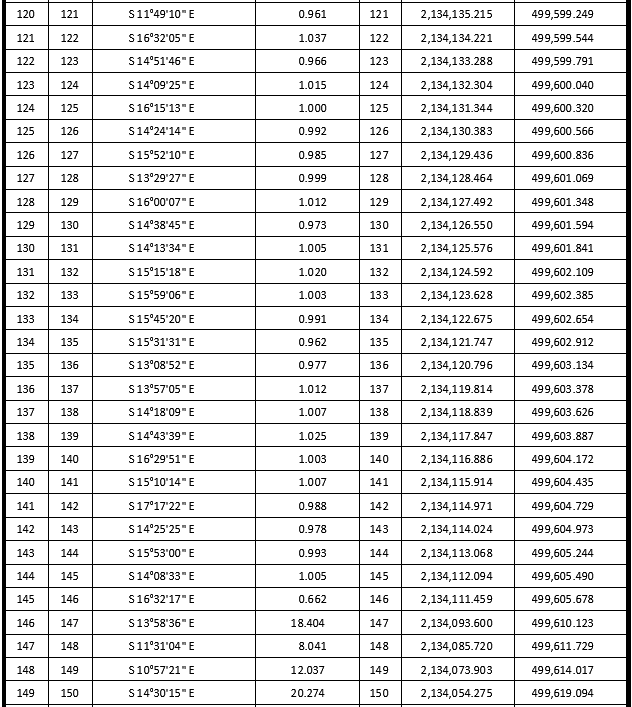 120 121 S 11°49'10" E 0.961 121 2,134,135.215 499,599.249
121 122 S 16°32'05" E 1.037 122 2,134,134.221 499,599.544
122 123 S 14°51'46" E 0.966 123 2,134,133.288 499,599.791
123 124 S 14°09'25" E 1.015 124 2,134,132.304 499,600.040
124 125 S 16°15'13" E 1.000 125 2,134,131.344 499,600.320
125 126 S 14°24'14" E 0.992 126 2,134,130.383 499,600.566
126 127 S 15°52'10" E 0.985 127 2,134,129.436 499,600.836
127 128 S 13°29'27" E 0.999 128 2,134,128.464 499,601.069
128 129 S 16°00'07" E 1.012 129 2,134,127.492 499,601.348
129 130 S 14°38'45" E 0.973 130 2,134,126.550 499,601.594
130 131 S 14°13'34" E 1.005 131 2,134,125.576 499,601.841
131 132 S 15°15'18" E 1.020 132 2,134,124.592 499,602.109
132 133 S 15°59'06" E 1.003 133 2,134,123.628 499,602.385
133 134 S 15°45'20" E 0.991 134 2,134,122.675 499,602.654
134 135 S 15°31'31" E 0.962 135 2,134,121.747 499,602.912
135 136 S 13°08'52" E 0.977 136 2,134,120.796 499,603.134
136 137 S 13°57'05" E 1.012 137 2,134,119.814 499,603.378
137 138 S 14°18'09" E 1.007 138 2,134,118.839 499,603.626
138 139 S 14°43'39" E 1.025 139 2,134,117.847 499,603.887
139 140 S 16°29'51" E 1.003 140 2,134,116.886 499,604.172
140 141 S 15°10'14" E 1.007 141 2,134,115.914 499,604.435
141 142 S 17°17'22" E 0.988 142 2,134,114.971 499,604.729
142 143 S 14°25'25" E 0.978 143 2,134,114.024 499,604.973
143 144 S 15°53'00" E 0.993 144 2,134,113.068 499,605.244
144 145 S 14°08'33" E 1.005 145 2,134,112.094 499,605.490
145 146 S 16°32'17" E 0.662 146 2,134,111.459 499,605.678
146 147 S 13°58'36" E 18.404 147 2,134,093.600 499,610.123
147 148 S 11°31'04" E 8.041 148 2,134,085.720 499,611.729
148 149 S 10°57'21" E 12.037 149 2,134,073.903 499,614.017
149 150 S 14°30'15" E 20.274 150 2,134,054.275 499,619.094